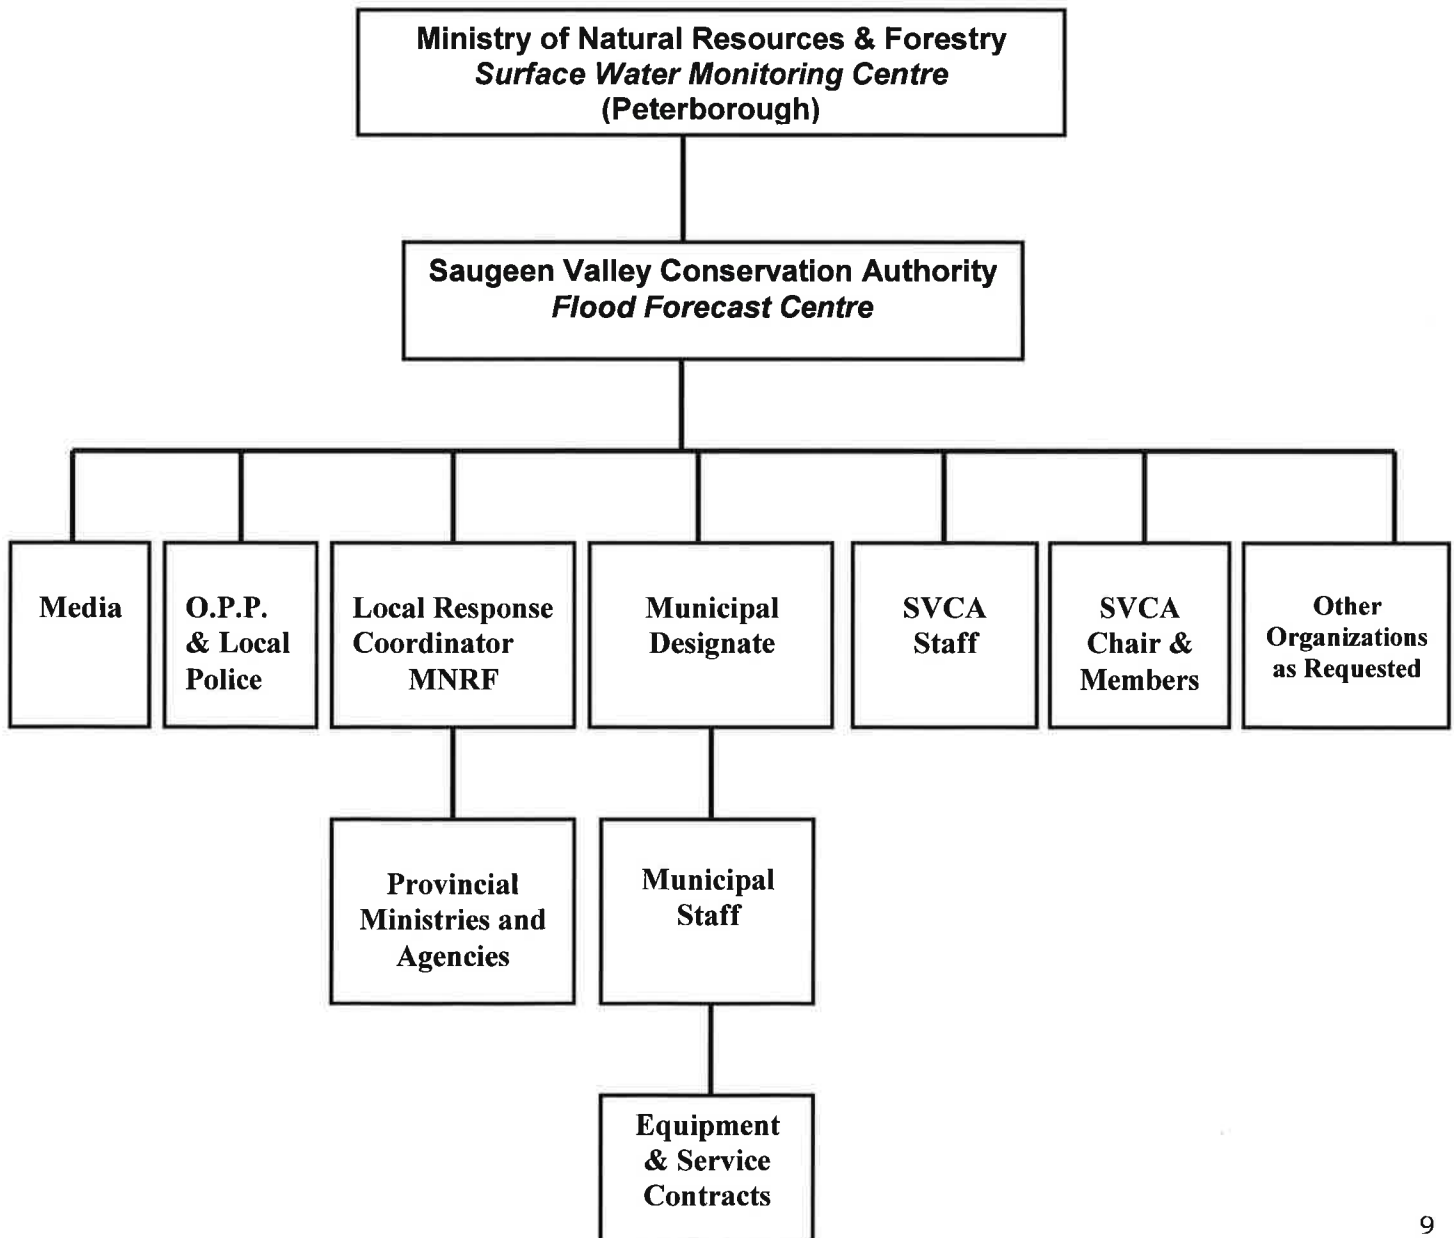 Ministry of Natural Resources & Forestry
Surface Water Monitoring Centre
(Peterborough)
Saugeen Valley Conservation Authority
Flood Forecast Centre
Media
O.P.P.
& Local
Police
Local Response
Coordinator
MNRF
Municipal
Designate
SVCA
Staff
SVCA
Chair &
Members
Other
Organizations
as Requested
Provincial
Ministries and
Agencies
Municipal
Staff
Equipment
& Service
Contracts
9